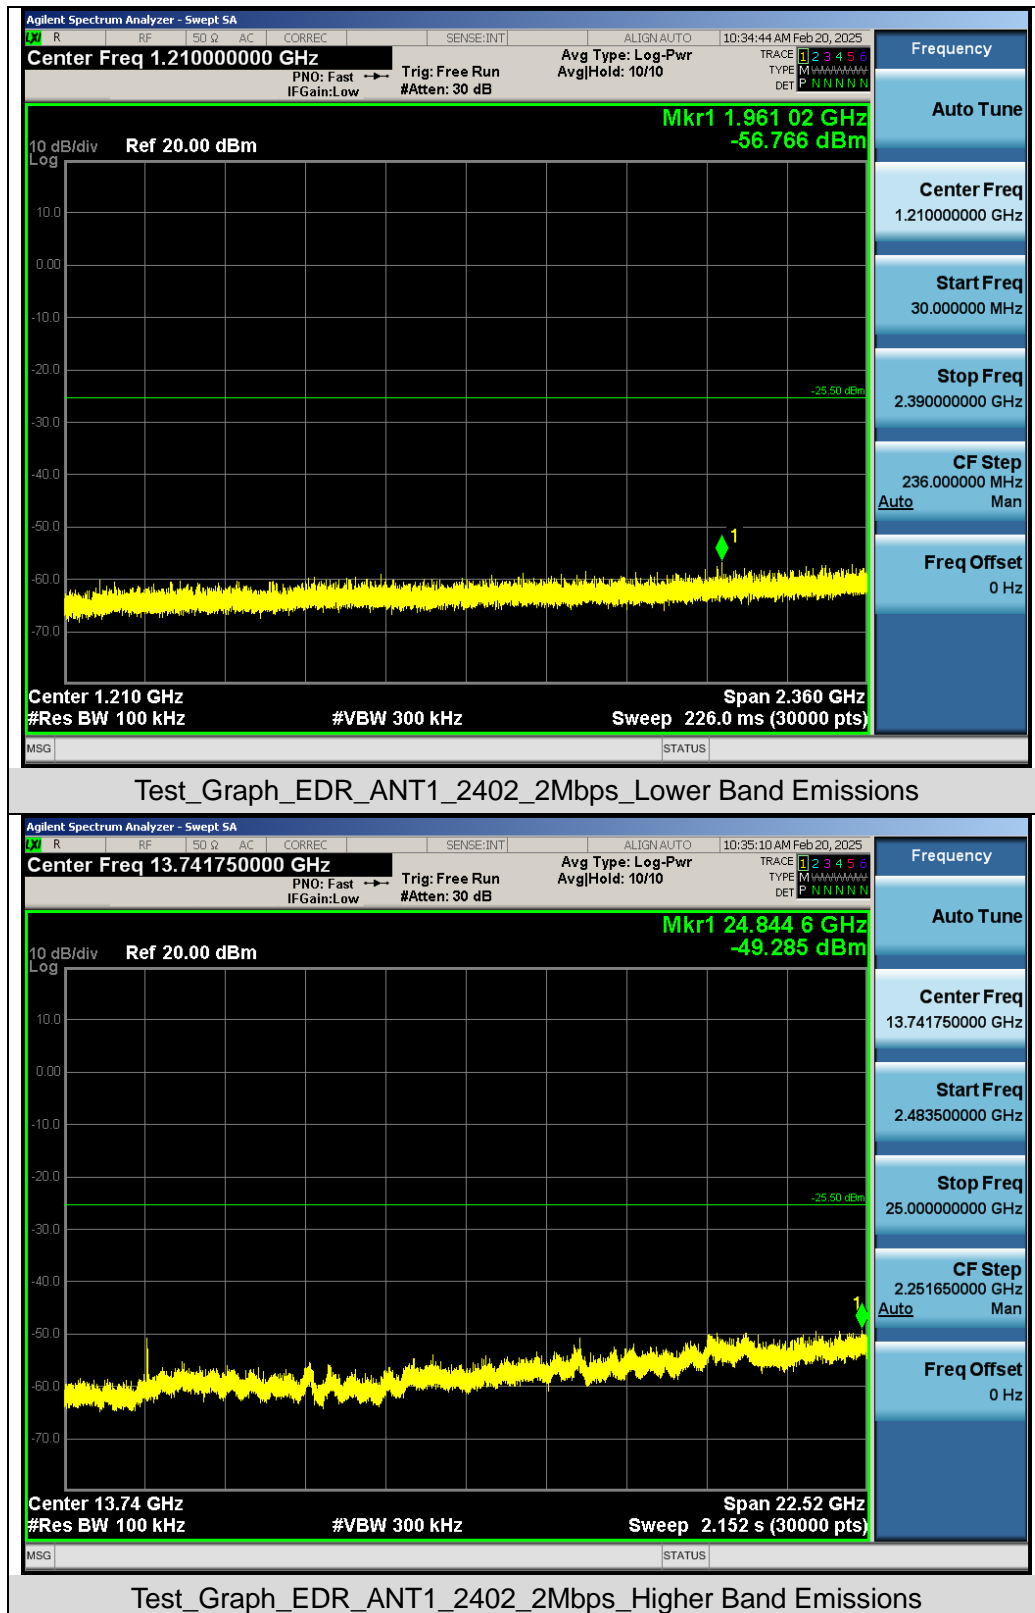 Agilent Spectrum Analyzer - Swept SA
LXI R RF 50 Ω AC CORREC SENSE:INT ALIGN AUTO 10:34:44 AM Feb 20, 2025
Center Freq 1.210000000 GHz
PNO: Fast
IFGain:Low
Trig: Free Run
#Atten: 30 dB
Avg Type: Log-Pwr
Avg|Hold: 10/10
TRACE 1 2 3 4 5 6
TYPE M
DET P N N N N N
Mkr1 1.961 02 GHz
-56.766 dBm
10 dB/div Ref 20.00 dBm
Log
10.0
0.00
-10.0
-20.0
-25.50 dBm
-30.0
-40.0
-50.0
1
-60.0
-70.0
Center 1.210 GHz Span 2.360 GHz
#Res BW 100 kHz #VBW 300 kHz Sweep 226.0 ms (30000 pts)
MSG STATUS
Frequency
Auto Tune
Center Freq
1.210000000 GHz
Start Freq
30.000000 MHz
Stop Freq
2.390000000 GHz
CF Step
236.000000 MHz
Auto Man
Freq Offset
0 Hz
Test_Graph_EDR_ANT1_2402_2Mbps_Lower Band Emissions
Agilent Spectrum Analyzer - Swept SA
LXI R RF 50 Ω AC CORREC SENSE:INT ALIGN AUTO 10:35:10 AM Feb 20, 2025
Center Freq 13.741750000 GHz
PNO: Fast
IFGain:Low
Trig: Free Run
#Atten: 30 dB
Avg Type: Log-Pwr
Avg|Hold: 10/10
TRACE 1 2 3 4 5 6
TYPE M
DET P N N N N N
Mkr1 24.844 6 GHz
-49.285 dBm
10 dB/div Ref 20.00 dBm
Log
10.0
0.00
-10.0
-20.0
-25.50 dBm
-30.0
-40.0
1
-50.0
-60.0
-70.0
Center 13.74 GHz Span 22.52 GHz
#Res BW 100 kHz #VBW 300 kHz Sweep 2.152 s (30000 pts)
MSG STATUS
Frequency
Auto Tune
Center Freq
13.741750000 GHz
Start Freq
2.483500000 GHz
Stop Freq
25.000000000 GHz
CF Step
2.251650000 GHz
Auto Man
Freq Offset
0 Hz
Test_Graph_EDR_ANT1_2402_2Mbps_Higher Band Emissions